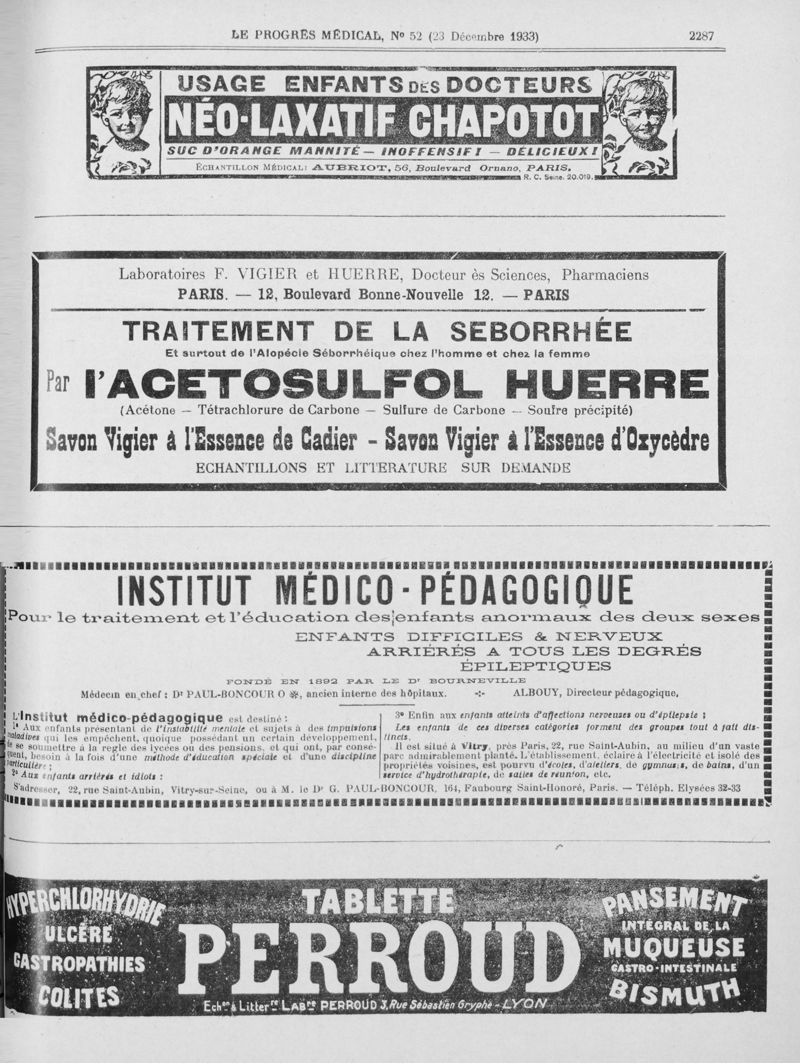 LE PROGRÈS MÉDICAL, No 52 (23 Décembre 1933) 2287
USAGE ENFANTS DES DOCTEURS
NÉO-LAXATIF CHAPOTOT
SUC D'ORANGE MANNITÉ — INOFFENSIF! — DÉLICIEUX!
ÉCHANTILLON MÉDICAL: AUBRIOT, 56, Boulevard Ornano, PARIS.
R. C. Seine. 20.019.
Laboratoires F. VIGIER et HUERRE, Docteur ès Sciences, Pharmaciens
PARIS. — 12, Boulevard Bonne-Nouvelle 12. — PARIS
TRAITEMENT DE LA SEBORRHÉE
Et surtout de l'Alopécie Séborrhéique chez l'homme et chez la femme
Par l'ACETOSULFOL HUERRE
(Acétone — Tétrachlorure de Carbone — Sulfure de Carbone — Soufre précipité)
Savon Vigier à l'Essence de Cadier - Savon Vigier à l'Essence d'Oxycèdre
ECHANTILLONS ET LITTERATURE SUR DEMANDE
INSTITUT MÉDICO-PÉDAGOGIQUE
Pour le traitement et l'éducation des enfants anormaux des deux sexes
ENFANTS DIFFICILES & NERVEUX
ARRIÉRÉS A TOUS LES DEGRÉS
ÉPILEPTIQUES
FONDÉ EN 1892 PAR LE Dr BOURNEVILLE
Médecin en chef : Dr PAUL-BONCOUR O ✻, ancien interne des hôpitaux. -:- ALBOUY, Directeur pédagogique,
L'Institut médico-pédagogique est destiné :
1° Aux enfants présentant de l'instabilité mentale et sujets à des impulsions
maladives qui les empêchent, quoique possédant un certain développement,
de se soumettre à la règle des lycées ou des pensions, et qui ont, par consé-
quent, besoin à la fois d'une méthode d'éducation spéciale et d'une discipline
particulière ;
2° Aux enfants arriérés et idiots :
3° Enfin aux enfants atteints d'affections nerveuses ou d'épilepsie ;
Les enfants de ces diverses catégories forment des groupes tout à fait dis-
tincts.
Il est situé à Vitry, près Paris, 22, rue Saint-Aubin, au milieu d'un vaste
parc admirablement planté. L'établissement, éclairé à l'électricité et isolé des
propriétés voisines, est pourvu d'écoles, d'ateliers, de gymnases, de bains, d'un
service d'hydrothérapie, de salles de réunion, etc.
S'adresser, 22, rue Saint-Aubin, Vitry-sur-Seine, ou à M. le Dr G. PAUL-BONCOUR, 164, Faubourg Saint-Honoré, Paris. — Téléph. Elysées 32-33
HYPERCHLORHYDRIE
ULCÈRE
GASTROPATHIES
COLITES
TABLETTE
PERROUD
Echon & Litterre LABres PERROUD 3, Rue Sébastien Gryphe - LYON
PANSEMENT
INTÉGRAL DE LA
MUQUEUSE
GASTRO-INTESTINALE
BISMUTH